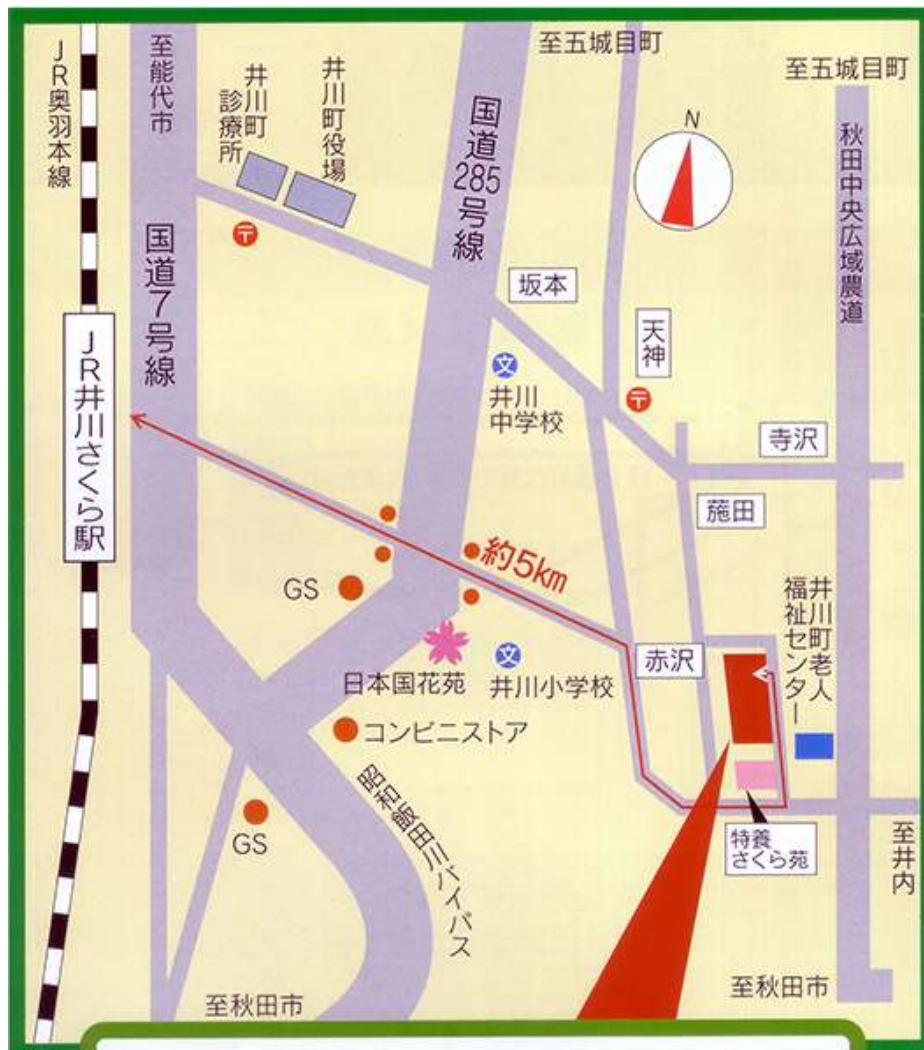 JR奥羽本線
至能代市
井川町
診療所
井川町役場
国道285号線
至五城目町
至五城目町
N
秋田中央広域農道
国道7号線
坂本
天神
JR井川さくら駅
文
井川
中学校
寺沢
葹田
約5km
GS
井川町老人
福祉センター
赤沢
日本国花苑
文
井川小学校
コンビニストア
昭和飯田川バイパス
GS
特養
さくら苑
至井内
至秋田市
至秋田市